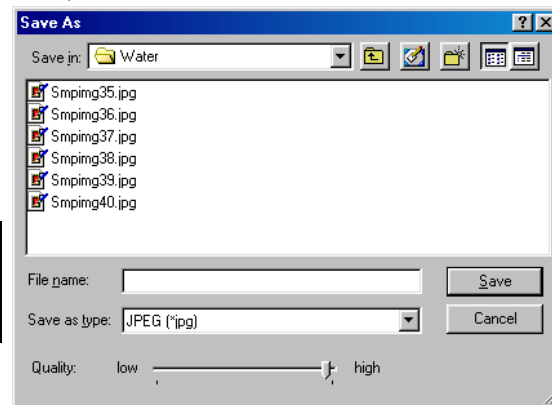 Save As
Save in: Water
Smpimg35.jpg
Smpimg36.jpg
Smpimg37.jpg
Smpimg38.jpg
Smpimg39.jpg
Smpimg40.jpg
File name: Save
Save as type: JPEG (*jpg) Cancel
Quality: low high